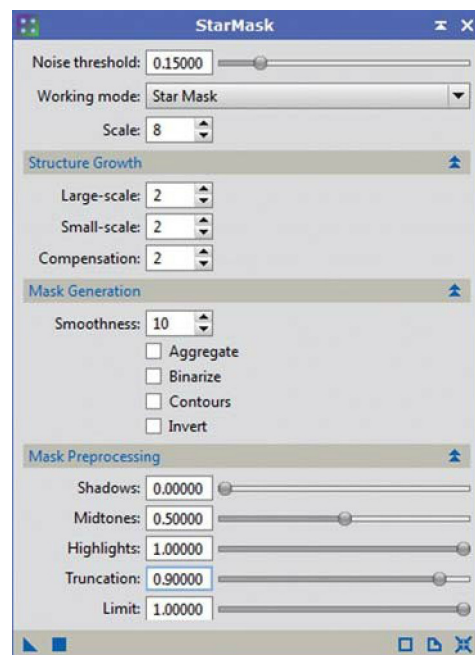 StarMask
Noise threshold: 0.15000
Working mode: Star Mask
Scale: 8
Structure Growth
Large-scale: 2
Small-scale: 2
Compensation: 2
Mask Generation
Smoothness: 10
Aggregate
Binarize
Contours
Invert
Mask Preprocessing
Shadows: 0.00000
Midtones: 0.50000
Highlights: 1.00000
Truncation: 0.90000
Limit: 1.00000